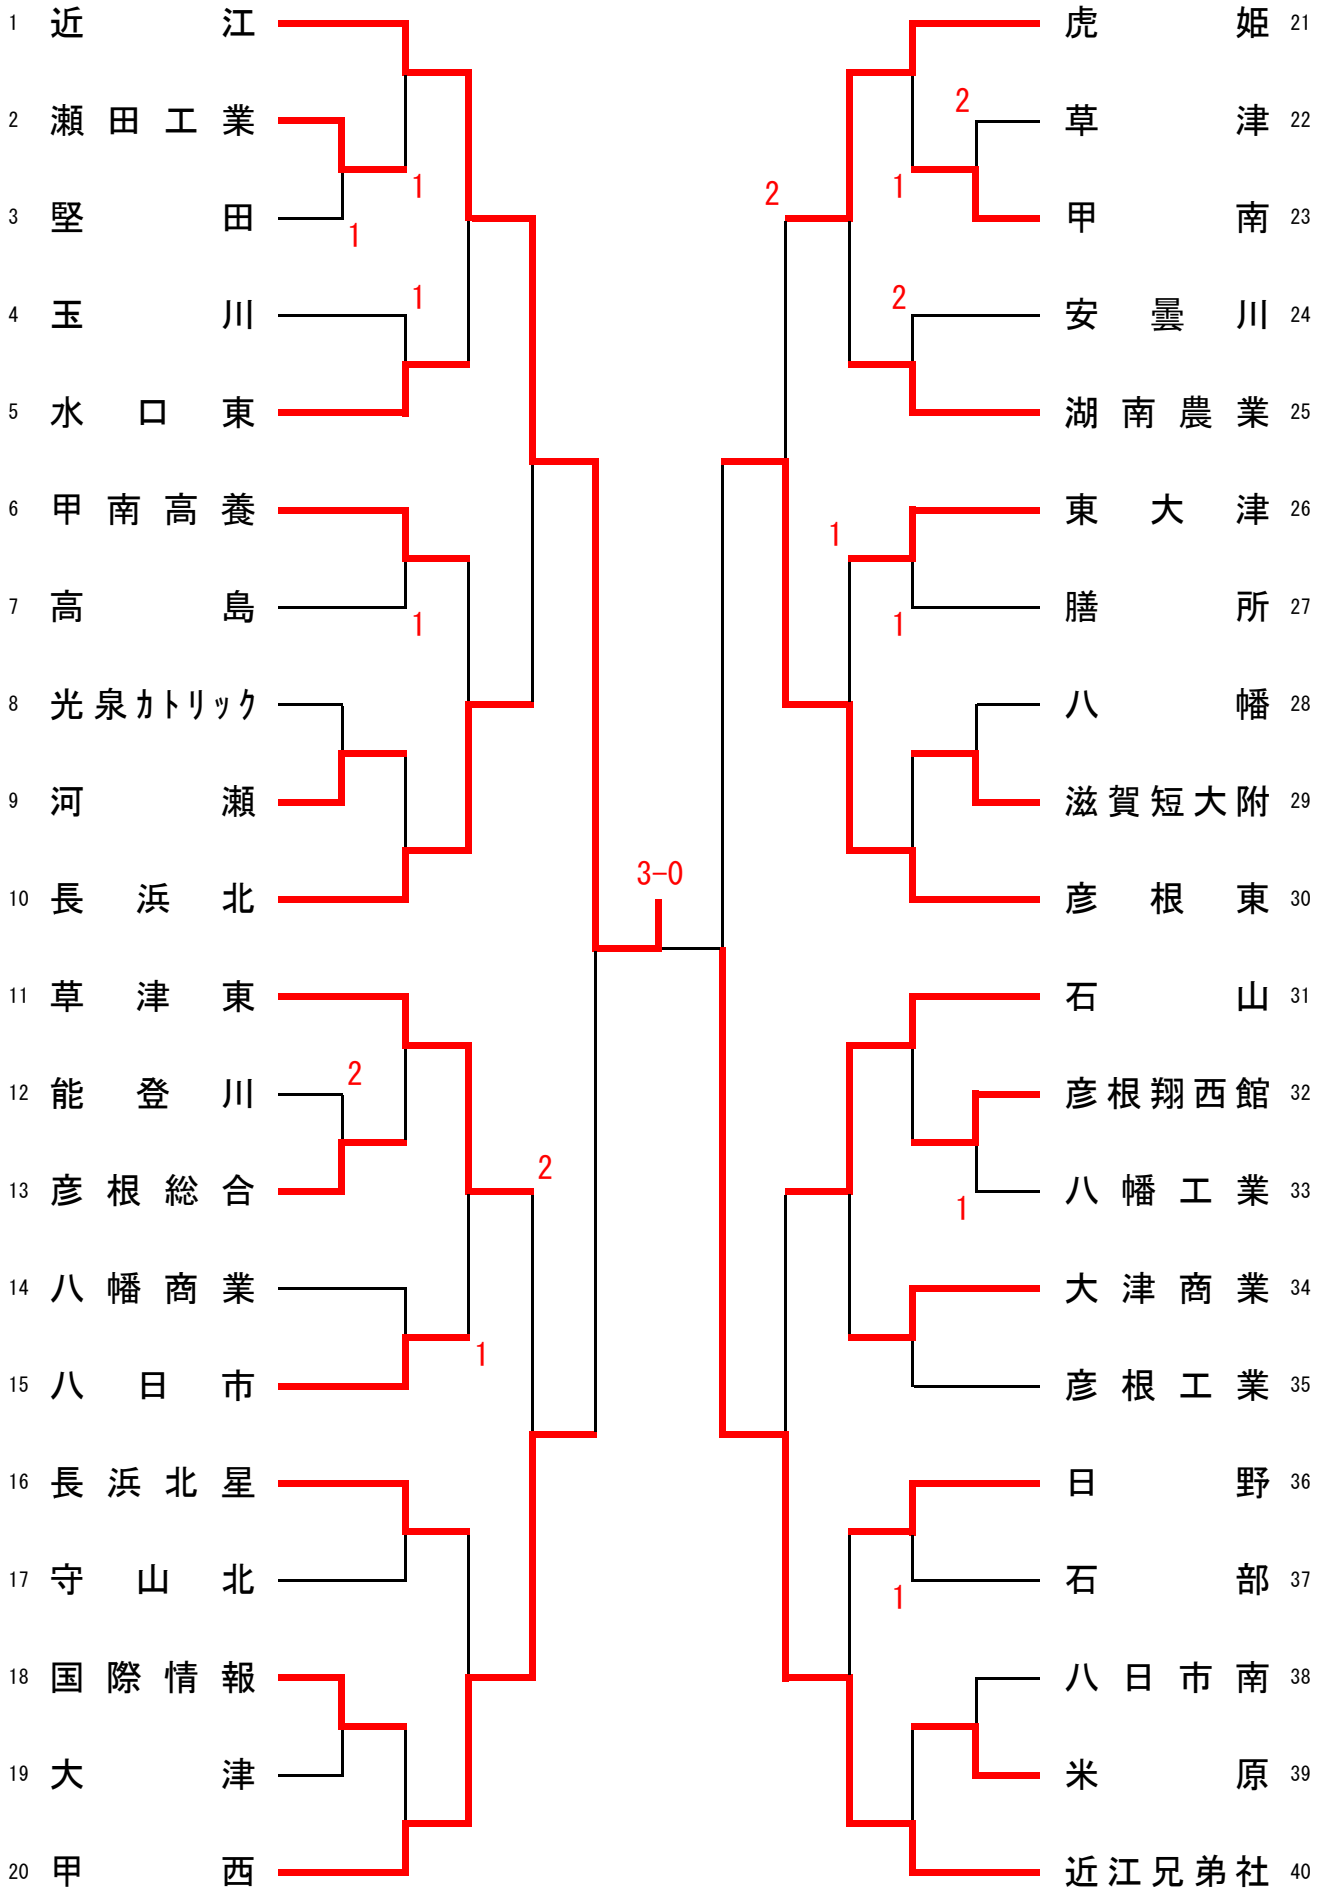 1 近江
2 瀬田工業
1
3 堅田
1
1
4 玉川
5 水口東
6 甲南高養
7 高島
1
8 光泉カトリック
9 河瀬
10 長浜北
11 草津東
2
12 能登川
13 彦根総合
2
14 八幡商業
1
15 八日市
16 長浜北星
17 守山北
18 国際情報
19 大津
20 甲西
3-0
虎姫 21
2
草津 22
1
2
甲南 23
2
安曇川 24
湖南農業 25
東大津 26
1
膳所 27
1
八幡 28
滋賀短大附 29
彦根東 30
石山 31
彦根翔西館 32
八幡工業 33
1
大津商業 34
彦根工業 35
日野 36
石部 37
1
八日市南 38
米原 39
近江兄弟社 40